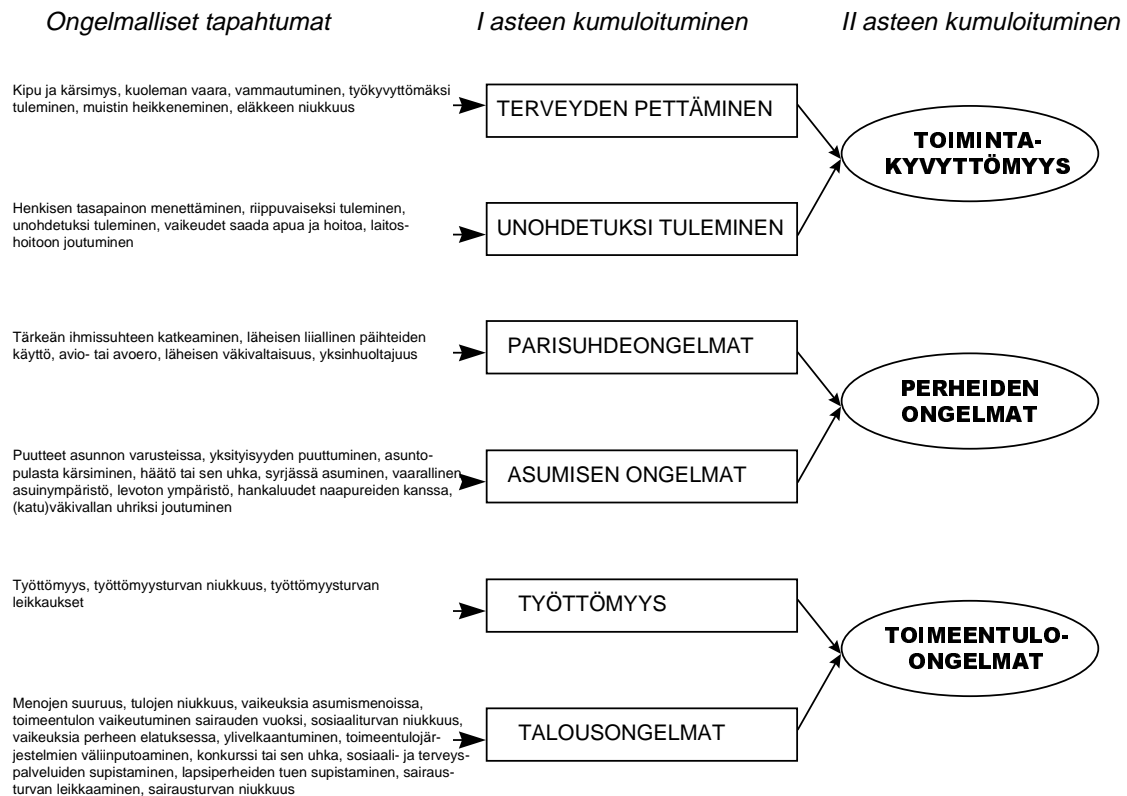 Ongelmalliset tapahtumat
I asteen kumuloituminen
II asteen kumuloituminen
Kipu ja kärsimys, kuoleman vaara, vammautuminen, työkyvyttömäksi
tuleminen, muistin heikkeneminen, eläkkeen niukkuus
TERVEYDEN PETTÄMINEN
TOIMINTA-
KYVYTTÖMYYS
Henkisen tasapainon menettäminen, riippuvaiseksi tuleminen,
unohdetuksi tuleminen, vaikeudet saada apua ja hoitoa, laitos-
hoitoon joutuminen
UNOHDETUKSI TULEMINEN
Tärkeän ihmissuhteen katkeaminen, läheisen liiallinen päihteiden
käyttö, avio- tai avoero, läheisen väkivaltaisuus, yksinhuoltajuus
PARISUHDEONGELMAT
PERHEIDEN
ONGELMAT
Puutteet asunnon varusteissa, yksityisyyden puuttuminen, asunto-
pulasta kärsiminen, häätö tai sen uhka, syrjässä asuminen, vaarallinen
asuinympäristö, levoton ympäristö, hankaluudet naapureiden kanssa,
(katu)väkivallan uhriksi joutuminen
ASUMISEN ONGELMAT
Työttömyys, työttömyysturvan niukkuus, työttömyysturvan
leikkaukset
TYÖTTÖMYYS
TOIMEENTULO-
ONGELMAT
Menojen suuruus, tulojen niukkuus, vaikeuksia asumismenoissa,
toimeentulon vaikeutuminen sairauden vuoksi, sosiaaliturvan niukkuus,
vaikeuksia perheen elatuksessa, ylivelkaantuminen, toimeentulojär-
jestelmien väliinputoaminen, konkurssi tai sen uhka, sosiaali- ja terveys-
palveluiden supistaminen, lapsiperheiden tuen supistaminen, sairaus-
turvan leikkaaminen, sairausturvan niukkuus
TALOUSONGELMAT